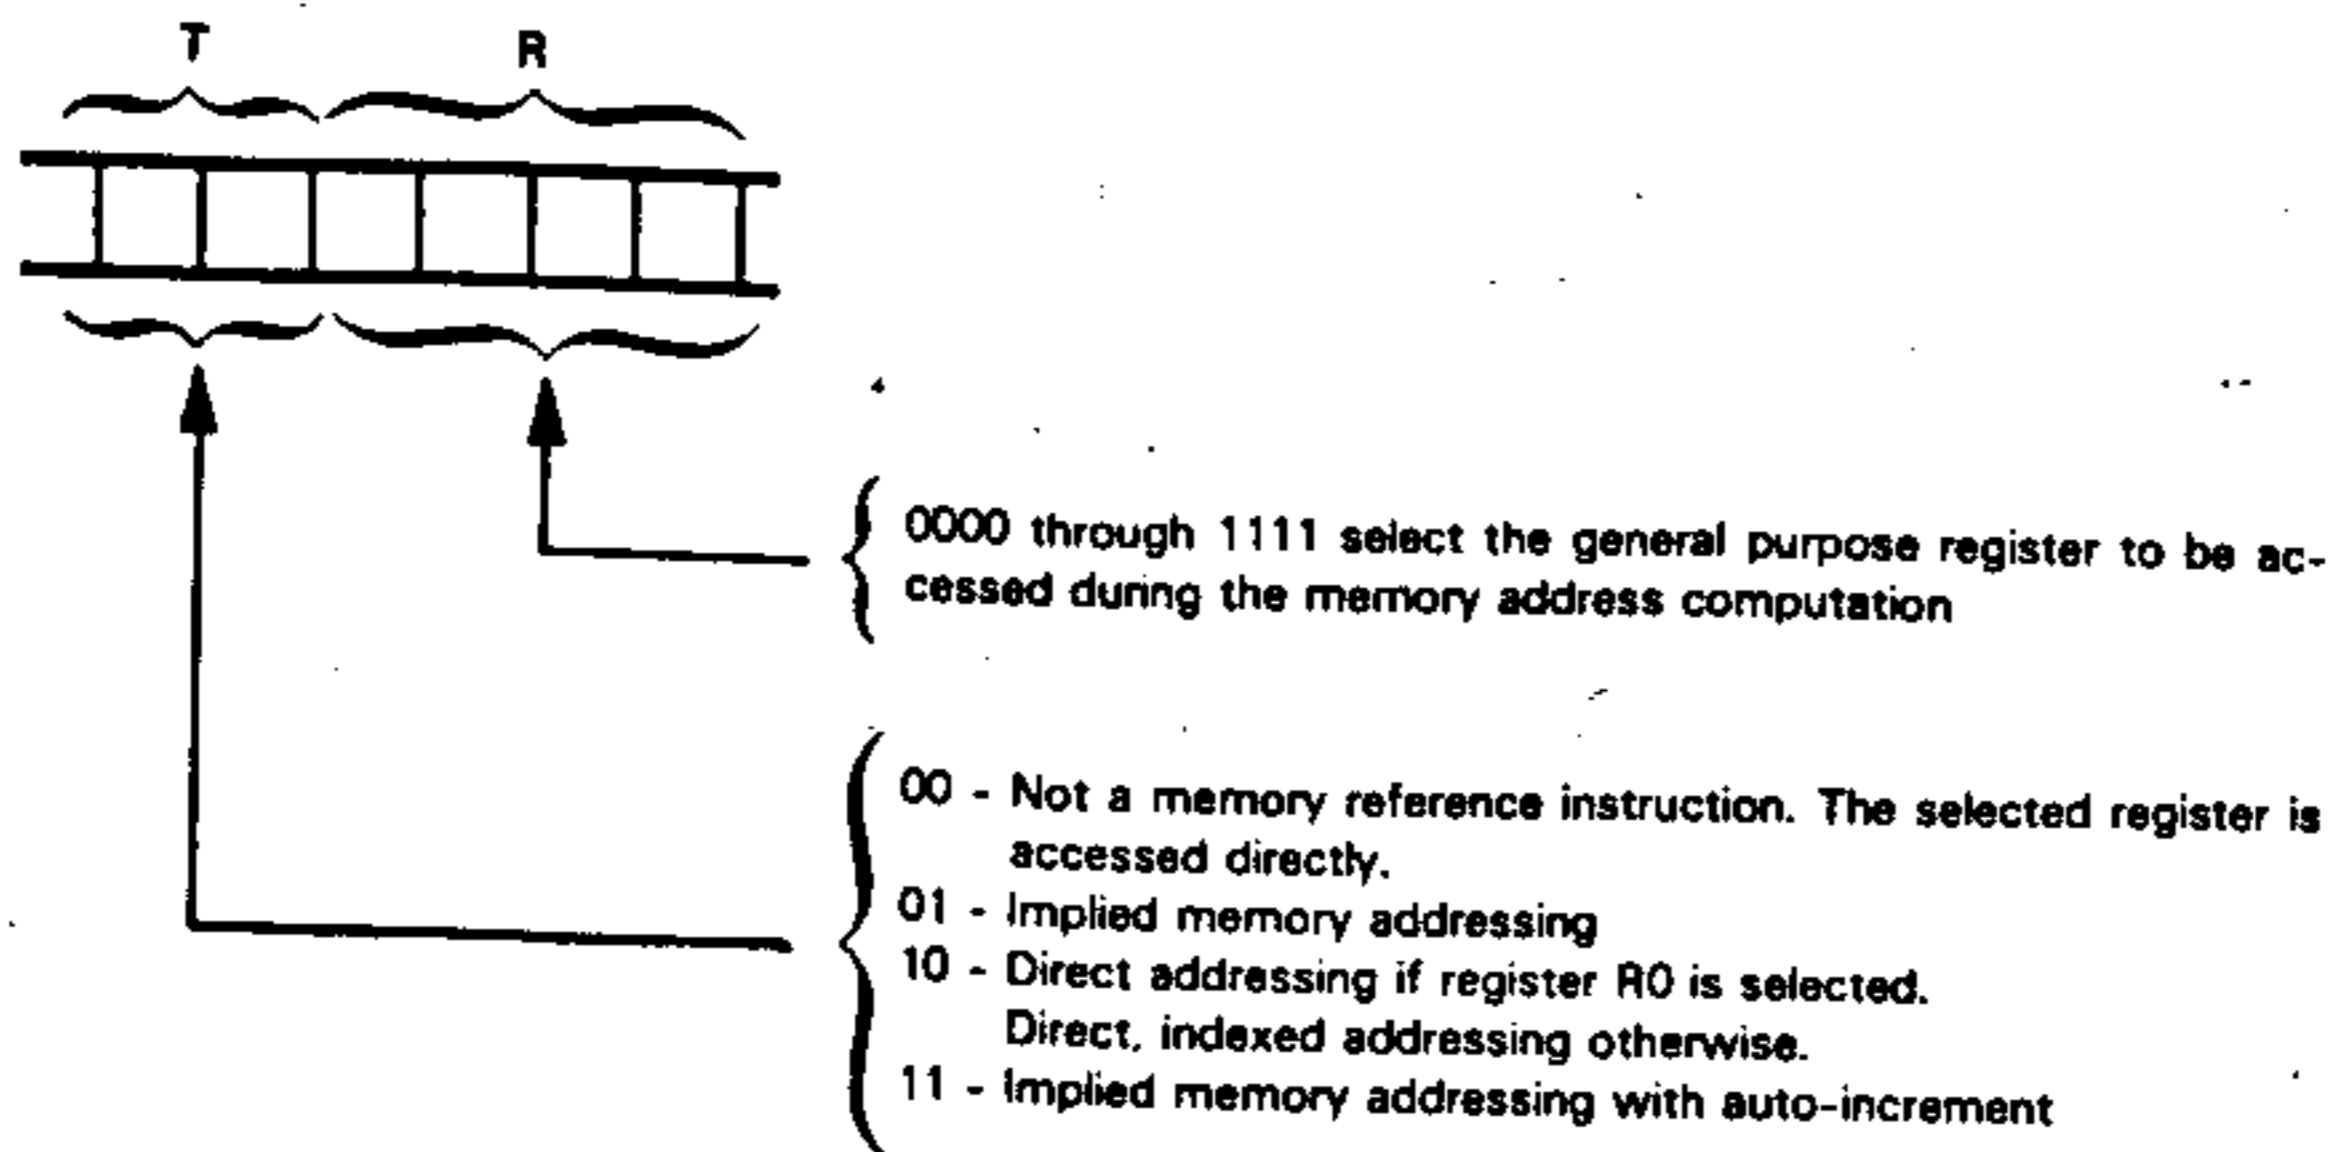 T R
0000 through 1111 select the general purpose register to be ac-
cessed during the memory address computation
00 - Not a memory reference instruction. The selected register is
accessed directly.
01 - Implied memory addressing
10 - Direct addressing if register R0 is selected.
Direct, indexed addressing otherwise.
11 - Implied memory addressing with auto-increment